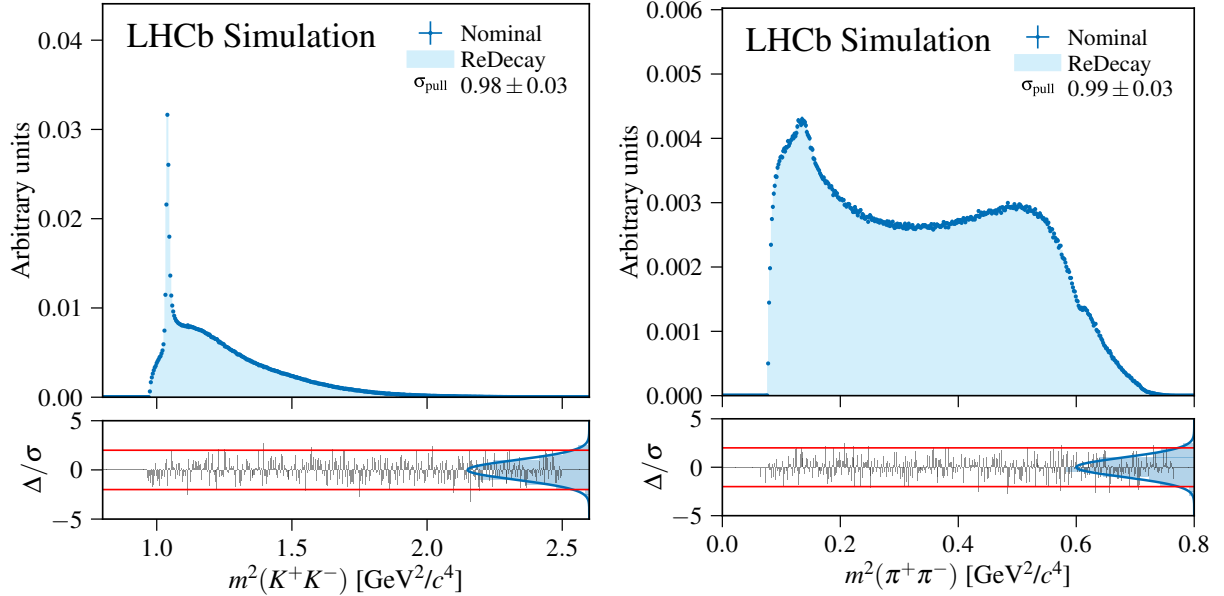 LHCb Simulation
Nominal
ReDecay
σpull 0.98 ± 0.03
Arbitrary units
0.04
0.03
0.02
0.01
0.00
Δ/σ
5
0
−5
1.0 1.5 2.0 2.5
m²(K⁺K⁻) [GeV²/c⁴]
LHCb Simulation
Nominal
ReDecay
σpull 0.99 ± 0.03
Arbitrary units
0.006
0.005
0.004
0.003
0.002
0.001
0.000
Δ/σ
5
0
−5
0.0 0.2 0.4 0.6 0.8
m²(π⁺π⁻) [GeV²/c⁴]